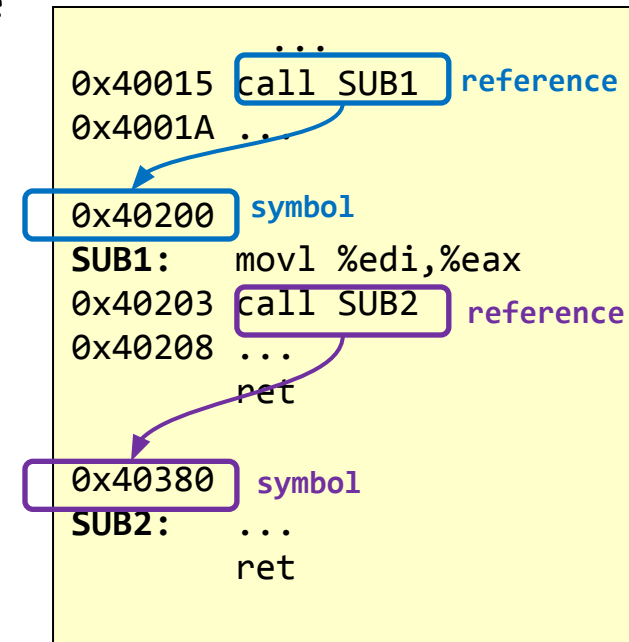 e
...
0x40015 call SUB1 reference
0x4001A ...
0x40200 symbol
SUB1: movl %edi,%eax
0x40203 call SUB2 reference
0x40208 ...
ret
0x40380 symbol
SUB2: ...
ret